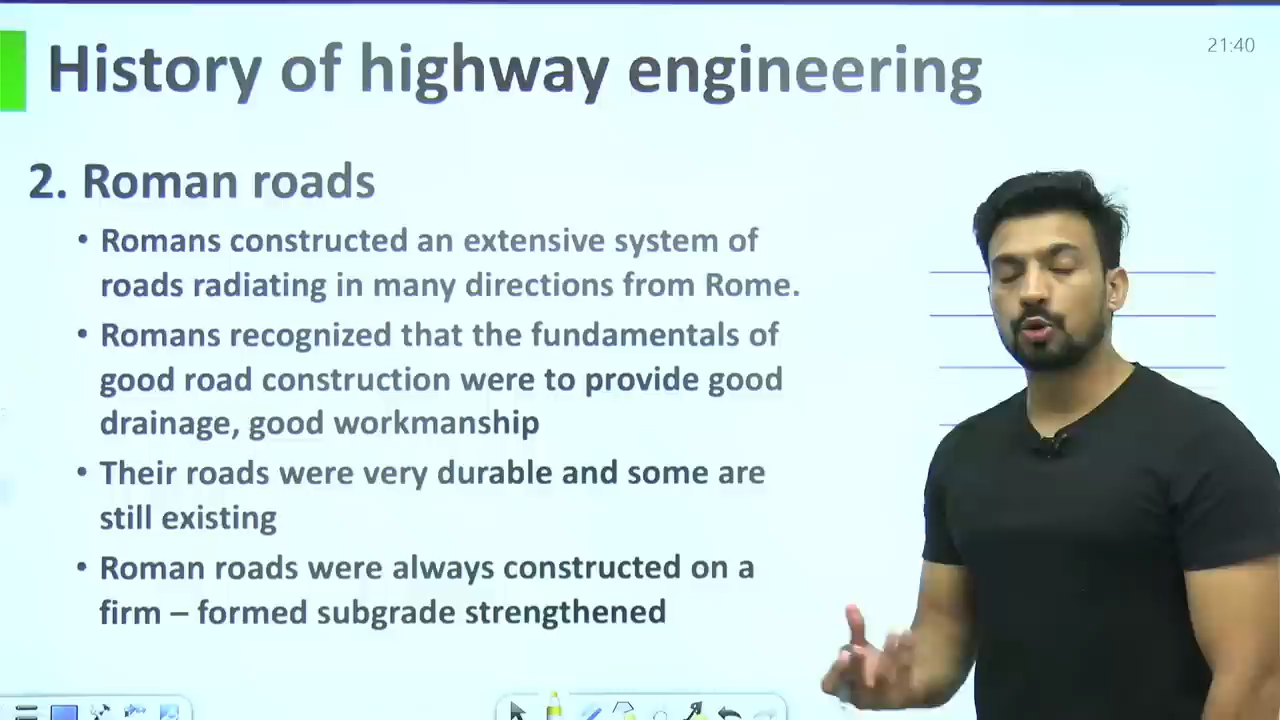 History of highway engineering
21:40
2. Roman roads
• Romans constructed an extensive system of
roads radiating in many directions from Rome.
• Romans recognized that the fundamentals of
good road construction were to provide good
drainage, good workmanship
• Their roads were very durable and some are
still existing
• Roman roads were always constructed on a
firm – formed subgrade strengthened